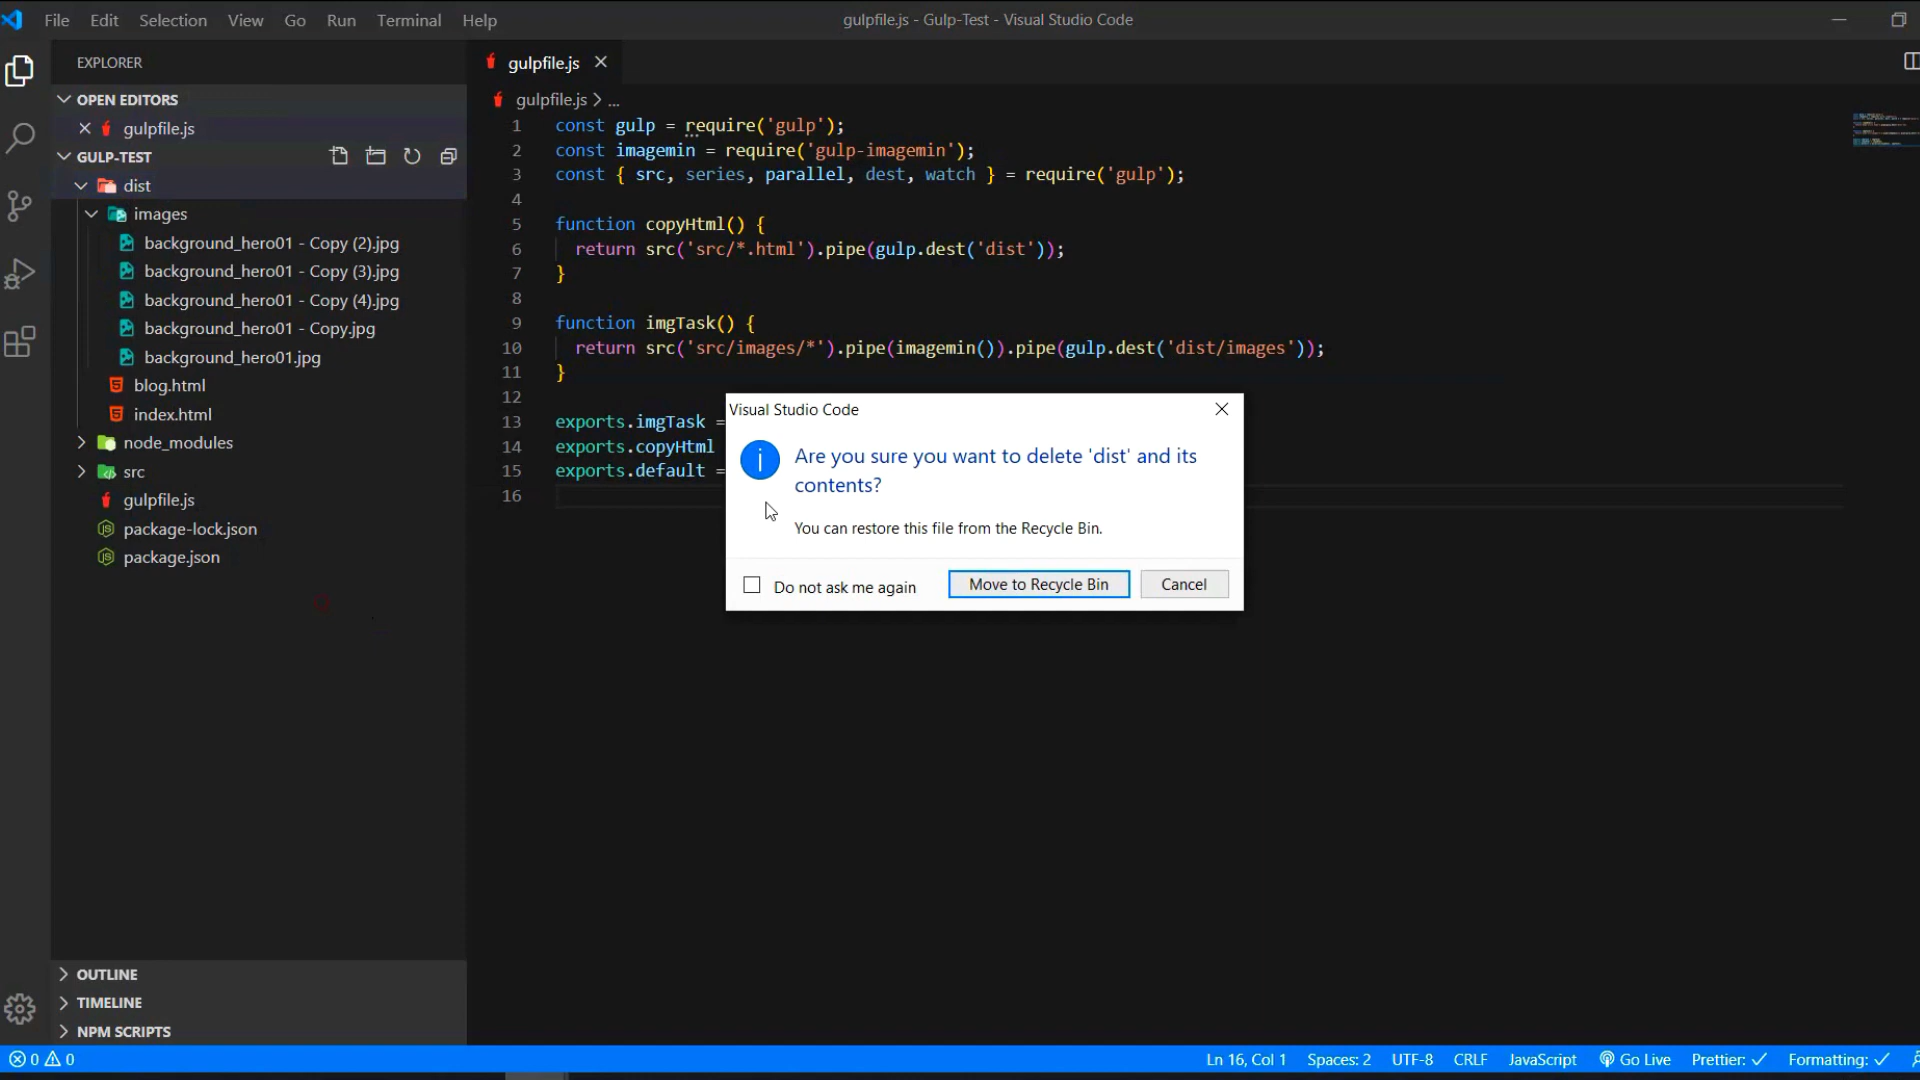 File Edit Selection View Go Run Terminal Help
gulpfile.js - Gulp-Test - Visual Studio Code
EXPLORER
OPEN EDITORS
gulpfile.js
GULP-TEST
dist
images
background_hero01 - Copy (2).jpg
background_hero01 - Copy (3).jpg
background_hero01 - Copy (4).jpg
background_hero01 - Copy.jpg
background_hero01.jpg
blog.html
index.html
node_modules
src
gulpfile.js
package-lock.json
package.json
OUTLINE
TIMELINE
NPM SCRIPTS
gulpfile.js
gulpfile.js > ...
1 const gulp = require('gulp');
2 const imagemin = require('gulp-imagemin');
3 const { src, series, parallel, dest, watch } = require('gulp');
4
5 function copyHtml() {
6 return src('src/*.html').pipe(gulp.dest('dist'));
7 }
8
9 function imgTask() {
10 return src('src/images/*').pipe(imagemin()).pipe(gulp.dest('dist/images'));
11 }
12
13 exports.imgTask =
14 exports.copyHtml
15 exports.default =
16
Visual Studio Code
Are you sure you want to delete 'dist' and its
contents?
You can restore this file from the Recycle Bin.
Do not ask me again
Move to Recycle Bin
Cancel
0 0
Ln 16, Col 1 Spaces: 2 UTF-8 CRLF JavaScript Go Live Prettier: ✓ Formatting: ✓